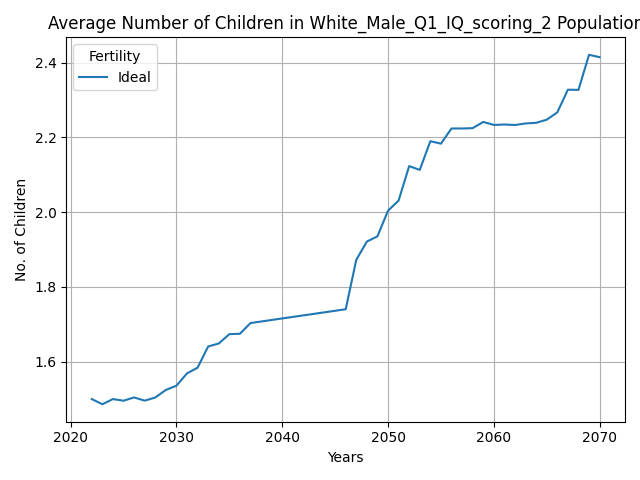 Average Number of Children in White_Male_Q1_IQ_scoring_2 Population
Fertility
Ideal
2.4
2.2
2.0
1.8
1.6
No. of Children
2020 2030 2040 2050 2060 2070
Years